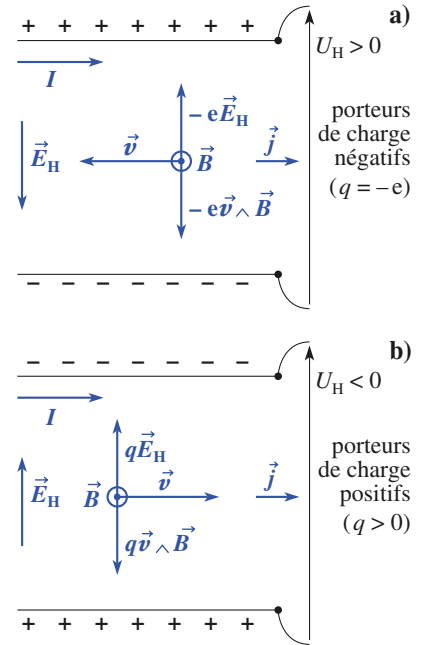 + + + + + + +
a)
I
U_H > 0
– eE⃗_H
E⃗_H
v⃗
B⃗
j⃗
– ev⃗ ∧ B⃗
porteurs
de charge
négatifs
(q = – e)
– – – – – – –
– – – – – – –
b)
I
U_H < 0
qE⃗_H
E⃗_H
B⃗
v⃗
j⃗
qv⃗ ∧ B⃗
porteurs
de charge
positifs
(q > 0)
+ + + + + + +